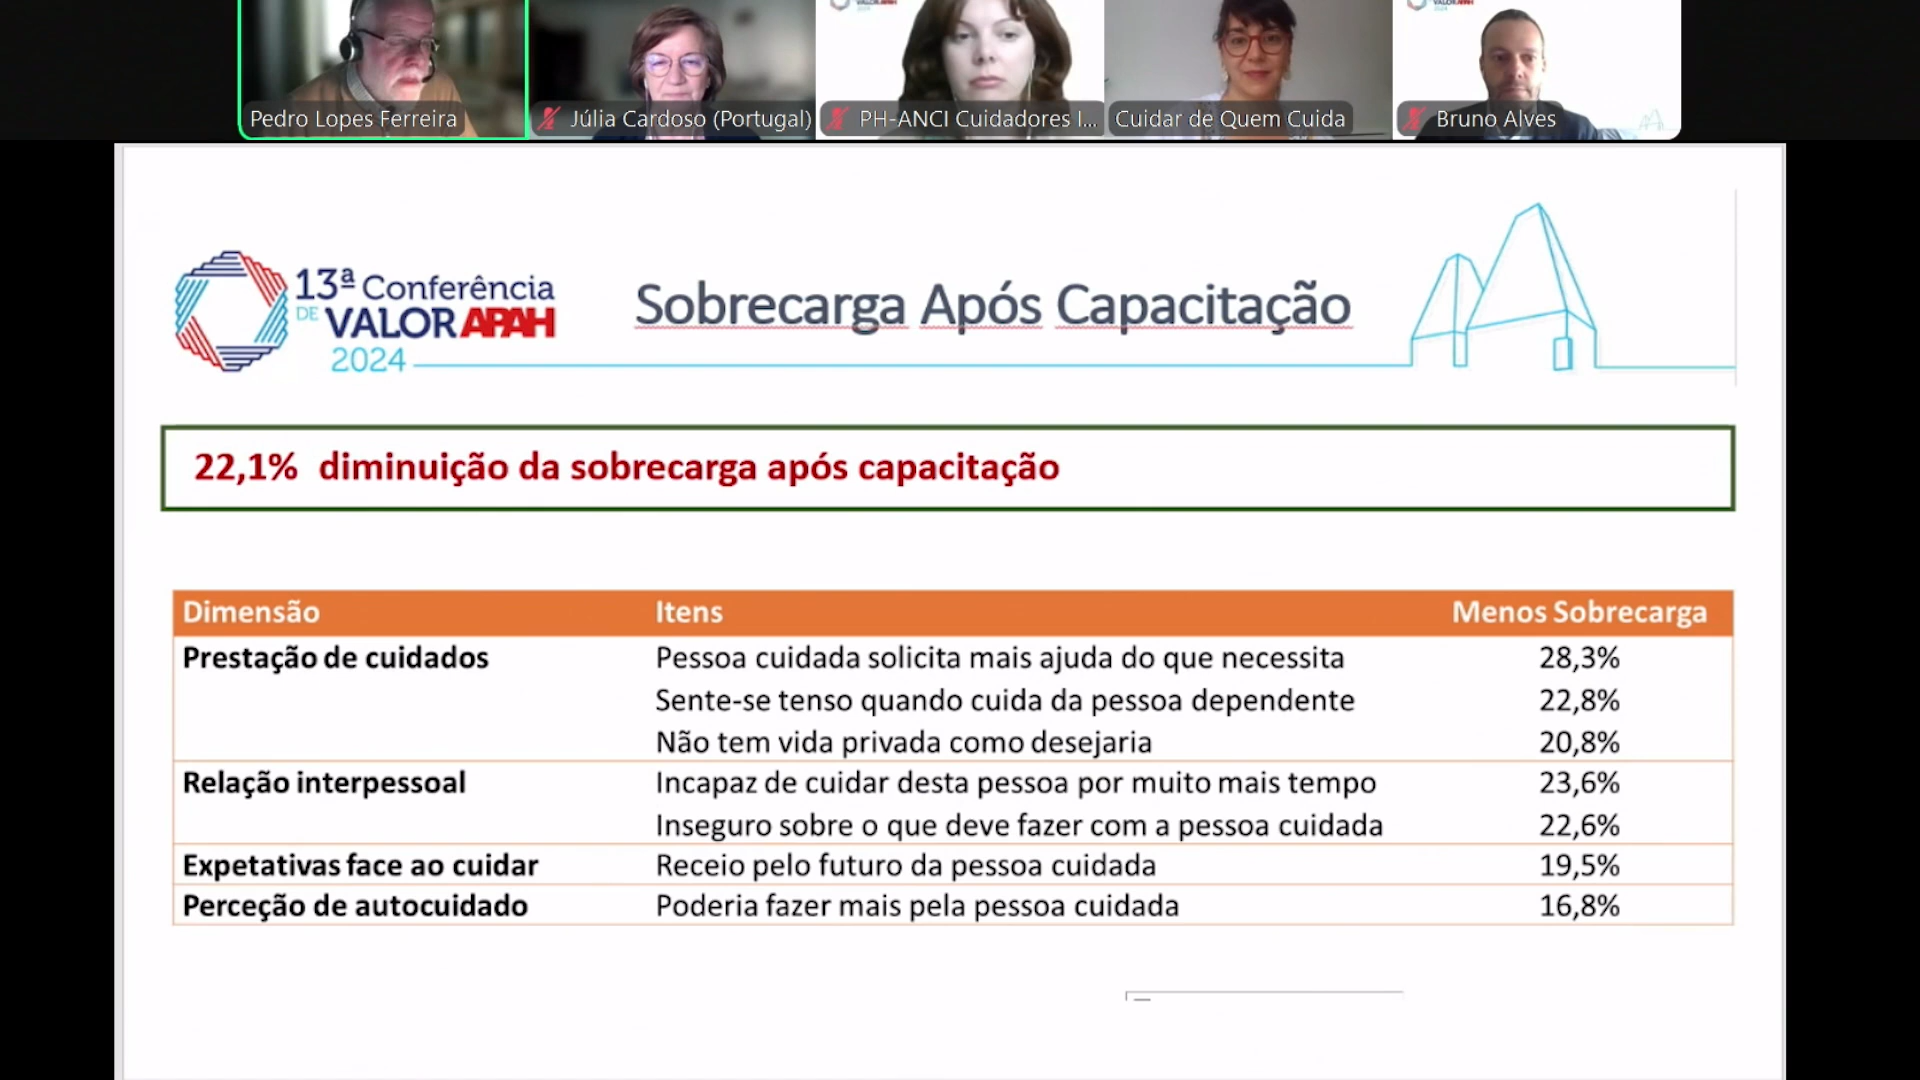 Pedro Lopes Ferreira
Júlia Cardoso (Portugal)
PH-ANCI Cuidadores I...
Cuidar de Quem Cuida
Bruno Alves
13ª Conferência
DE VALOR APAH
2024
Sobrecarga Após Capacitação
22,1% diminuição da sobrecarga após capacitação
Dimensão Itens Menos Sobrecarga
Prestação de cuidados Pessoa cuidada solicita mais ajuda do que necessita 28,3%
Sente-se tenso quando cuida da pessoa dependente 22,8%
Não tem vida privada como desejaria 20,8%
Relação interpessoal Incapaz de cuidar desta pessoa por muito mais tempo 23,6%
Inseguro sobre o que deve fazer com a pessoa cuidada 22,6%
Expetativas face ao cuidar Receio pelo futuro da pessoa cuidada 19,5%
Perceção de autocuidado Poderia fazer mais pela pessoa cuidada 16,8%